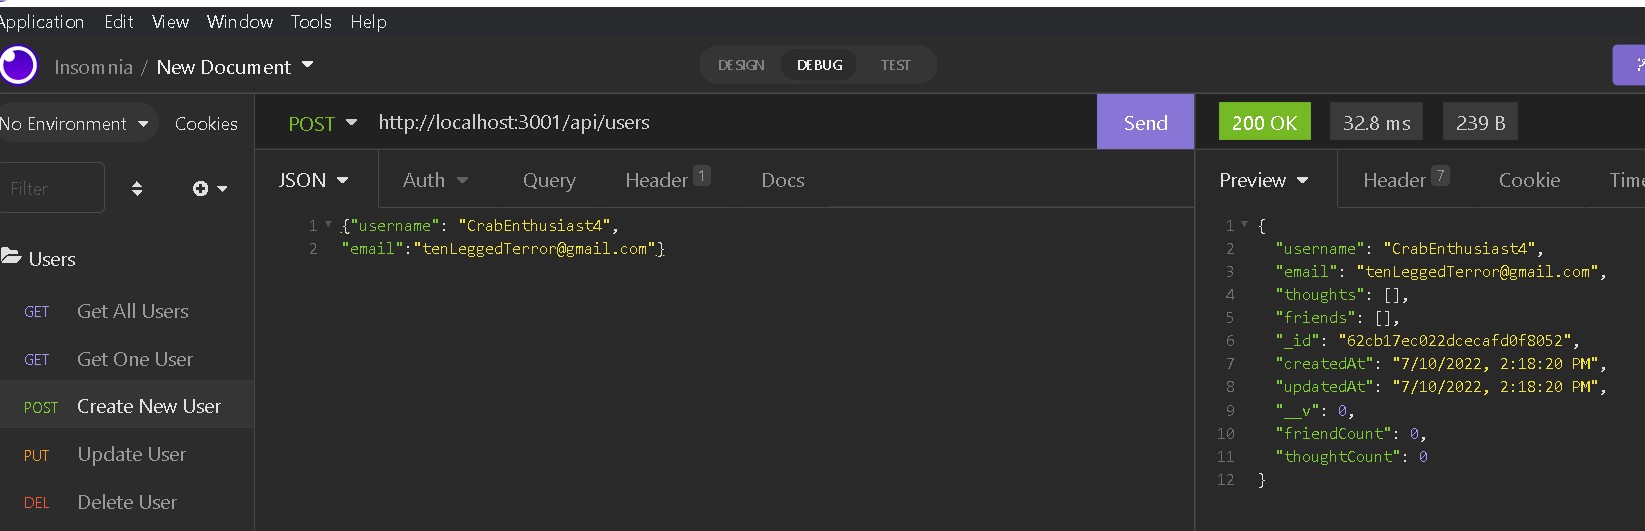 Application Edit View Window Tools Help
Insomnia / New Document DESIGN DEBUG TEST
No Environment Cookies POST http://localhost:3001/api/users Send 200 OK 32.8 ms 239 B
Filter JSON Auth Query Header 1 Docs Preview Header 7 Cookie
1 {"username": "CrabEnthusiast4",
2 "email":"tenLeggedTerror@gmail.com"}
Users
GET Get All Users
GET Get One User
POST Create New User
PUT Update User
DEL Delete User
1 {
2 "username": "CrabEnthusiast4",
3 "email": "tenLeggedTerror@gmail.com",
4 "thoughts": [],
5 "friends": [],
6 "_id": "62cb17ec022dcecafd0f8052",
7 "createdAt": "7/10/2022, 2:18:20 PM",
8 "updatedAt": "7/10/2022, 2:18:20 PM",
9 "__v": 0,
10 "friendCount": 0,
11 "thoughtCount": 0
12 }